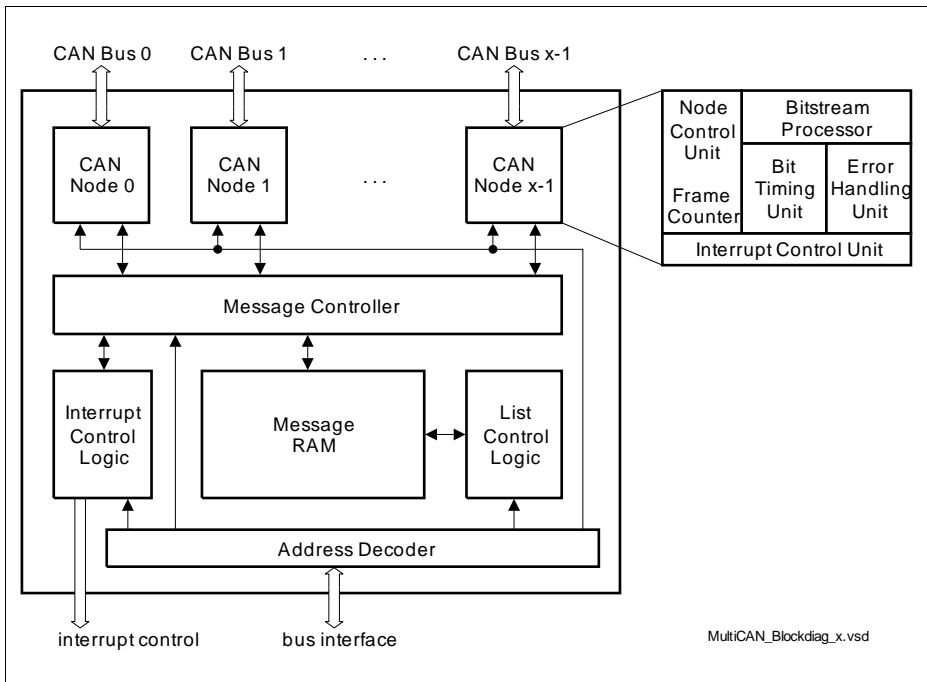 CAN Bus 0
CAN Bus 1
. . .
CAN Bus x-1
CAN
Node 0
CAN
Node 1
. . .
CAN
Node x-1
Node
Control
Unit
Frame
Counter
Bitstream
Processor
Bit
Timing
Unit
Error
Handling
Unit
Interrupt Control Unit
Message Controller
Interrupt
Control
Logic
Message
RAM
List
Control
Logic
Address Decoder
interrupt control
bus interface
MultiCAN_Blockdiag_x.vsd